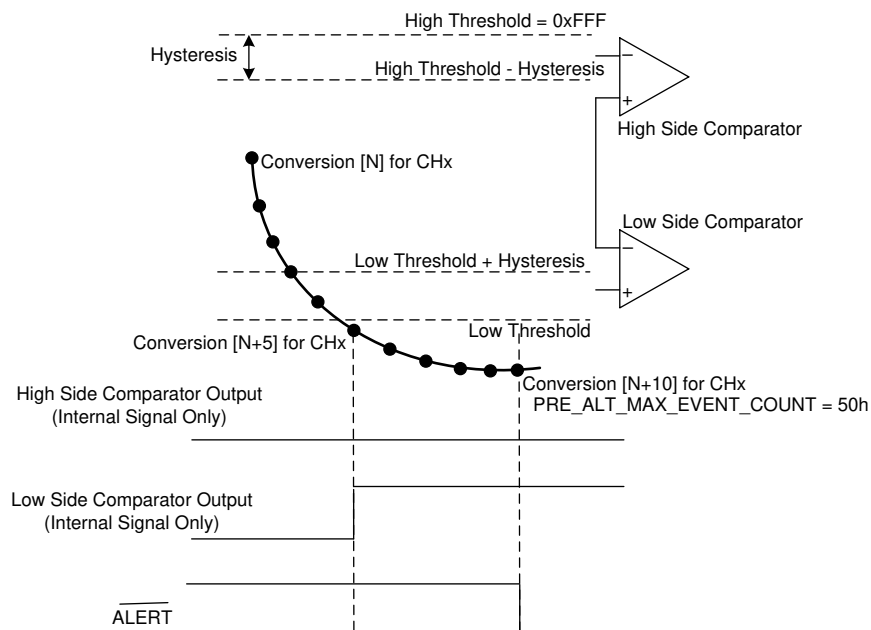 High Threshold = 0xFFF
Hysteresis
High Threshold - Hysteresis
−
+
High Side Comparator
Conversion [N] for CHx
Low Side Comparator
−
Low Threshold + Hysteresis
+
Low Threshold
Conversion [N+5] for CHx
Conversion [N+10] for CHx
PRE_ALT_MAX_EVENT_COUNT = 50h
High Side Comparator Output
(Internal Signal Only)
Low Side Comparator Output
(Internal Signal Only)
ALERT